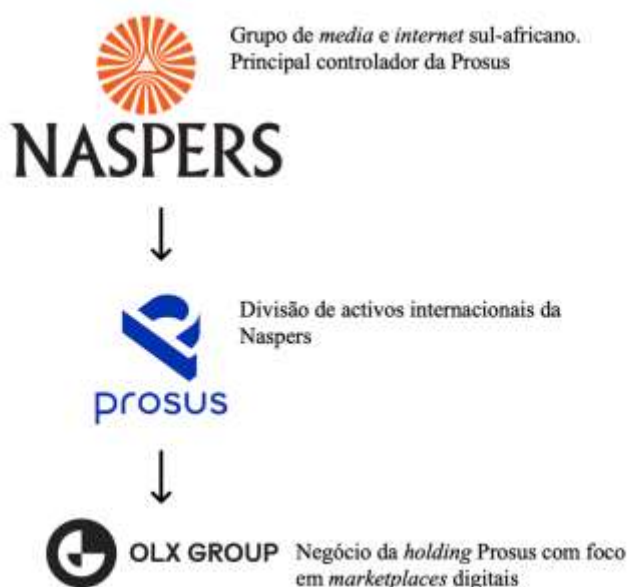 Grupo de media e internet sul-africano.
Principal controlador da Prosus
NASPERS
Divisão de activos internacionais da
Naspers
prosus
OLX GROUP Negócio da holding Prosus com foco
em marketplaces digitais